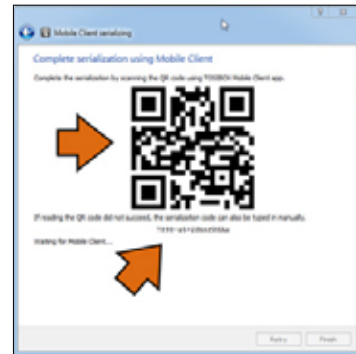 Mobile Client serializing
Complete serialization using Mobile Client
Complete the serialization by scanning the QR code using TOSIBOX Mobile Client app.
If reading the QR code did not succeed, the serialization code can also be typed in manually.
Waiting for Mobile Client...
Retry
Finish